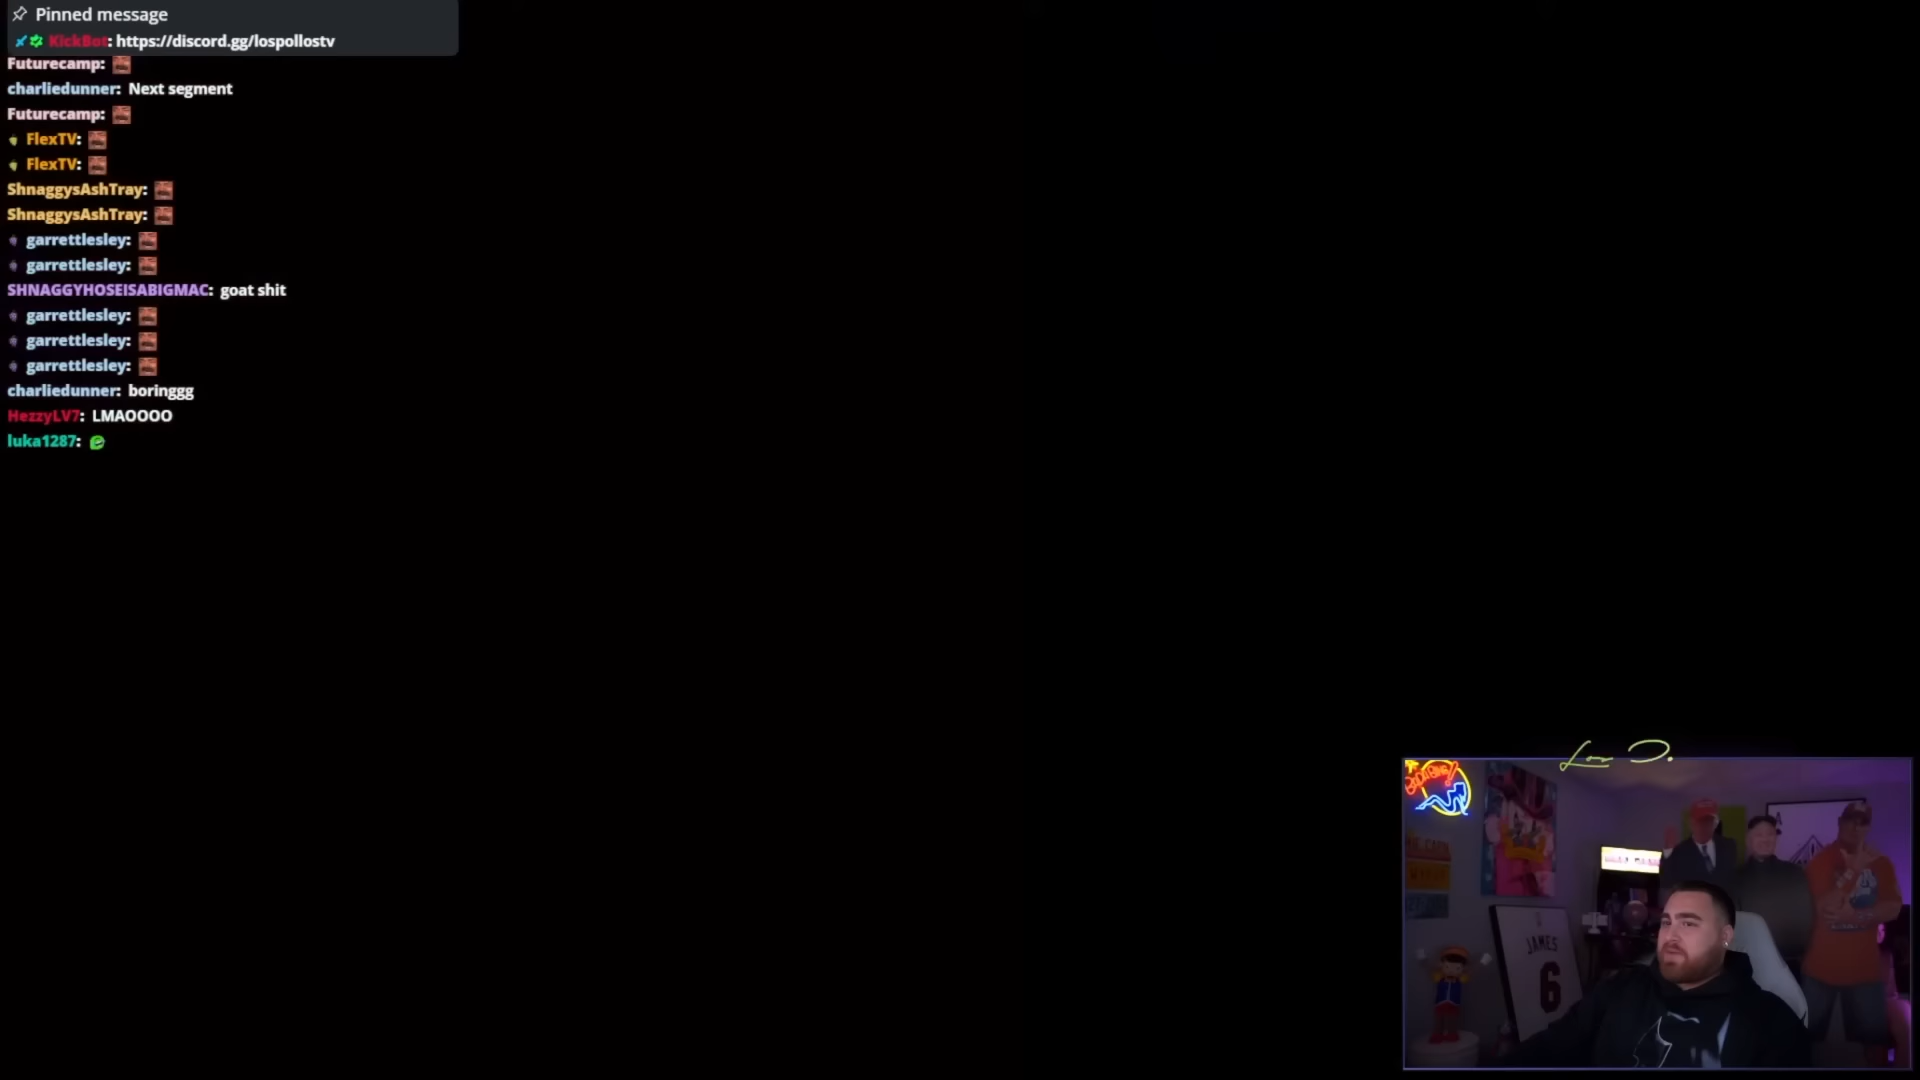 Pinned message
KickBot: https://discord.gg/lospollostv
Futurecamp:
charliedunner: Next segment
Futurecamp:
FlexTV:
FlexTV:
ShnaggysAshTray:
ShnaggysAshTray:
garrettlesley:
garrettlesley:
SHNAGGYHOSEISABIGMAC: goat shit
garrettlesley:
garrettlesley:
garrettlesley:
charliedunner: boringgg
HezzyLV7: LMAOOOO
luka1287:
JAMES
6